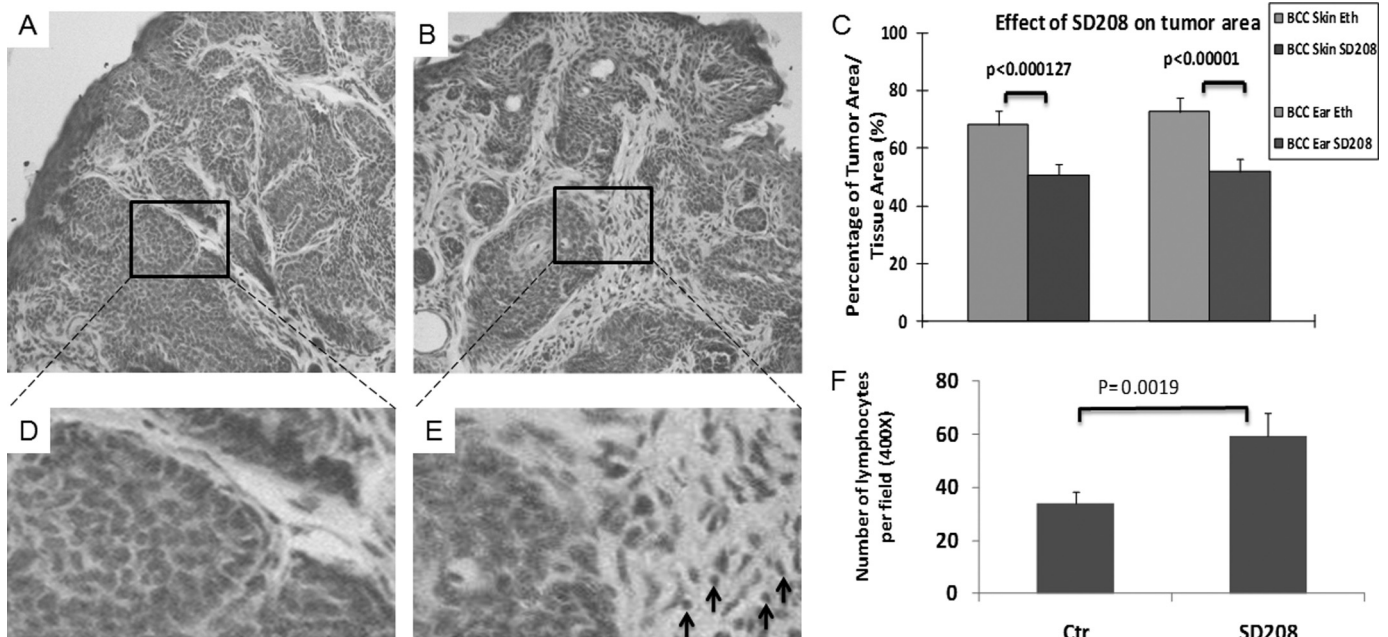 A
B
C
Effect of SD208 on tumor area
BCC Skin Eth
BCC Skin SD208
BCC Ear Eth
BCC Ear SD208
p<0.000127
p<0.00001
Percentage of Tumor Area/
Tissue Area (%)
100
80
60
40
20
0
D
E
F
P=0.0019
Number of lymphocytes
per field (400X)
80
60
40
20
0
Ctr
SD208